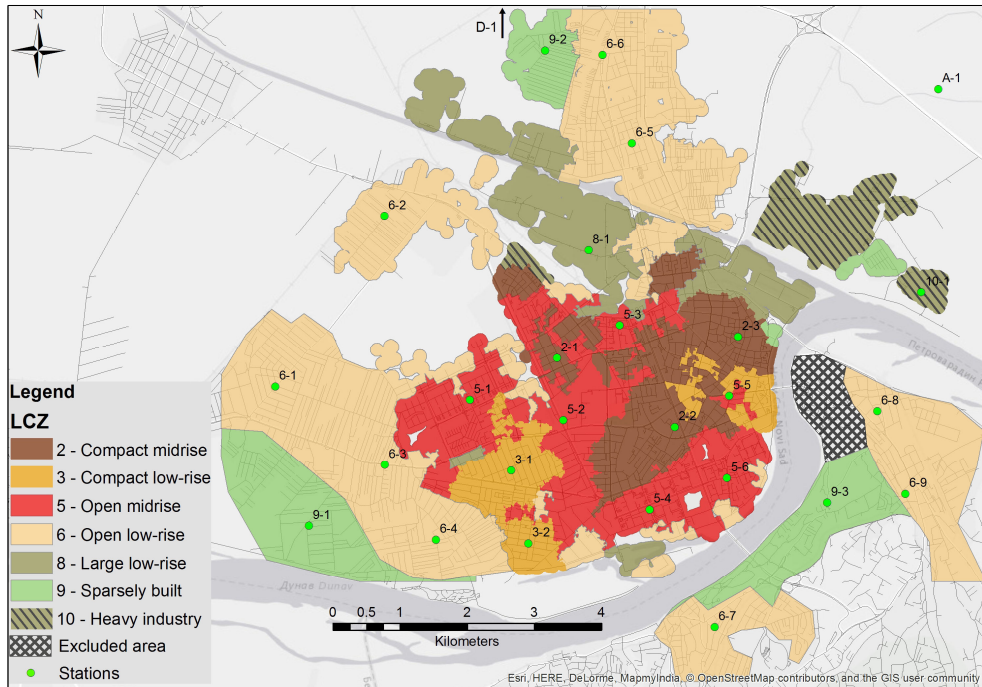 N
D-1
9-2
6-6
A-1
6-5
6-2
8-1
10-1
5-3
2-3
2-1
6-1
5-1
5-5
6-8
5-2
2-2
6-3
3-1
5-6
6-9
9-3
5-4
9-1
6-4
3-2
6-7
Петроварадин
Novi Sad
Дунав Dunav
Legend
LCZ
2 - Compact midrise
3 - Compact low-rise
5 - Open midrise
6 - Open low-rise
8 - Large low-rise
9 - Sparsely built
10 - Heavy industry
Excluded area
Stations
0 0.5 1 2 3 4
Kilometers
Esri, HERE, DeLorme, MapmyIndia, © OpenStreetMap contributors, and the GIS user community